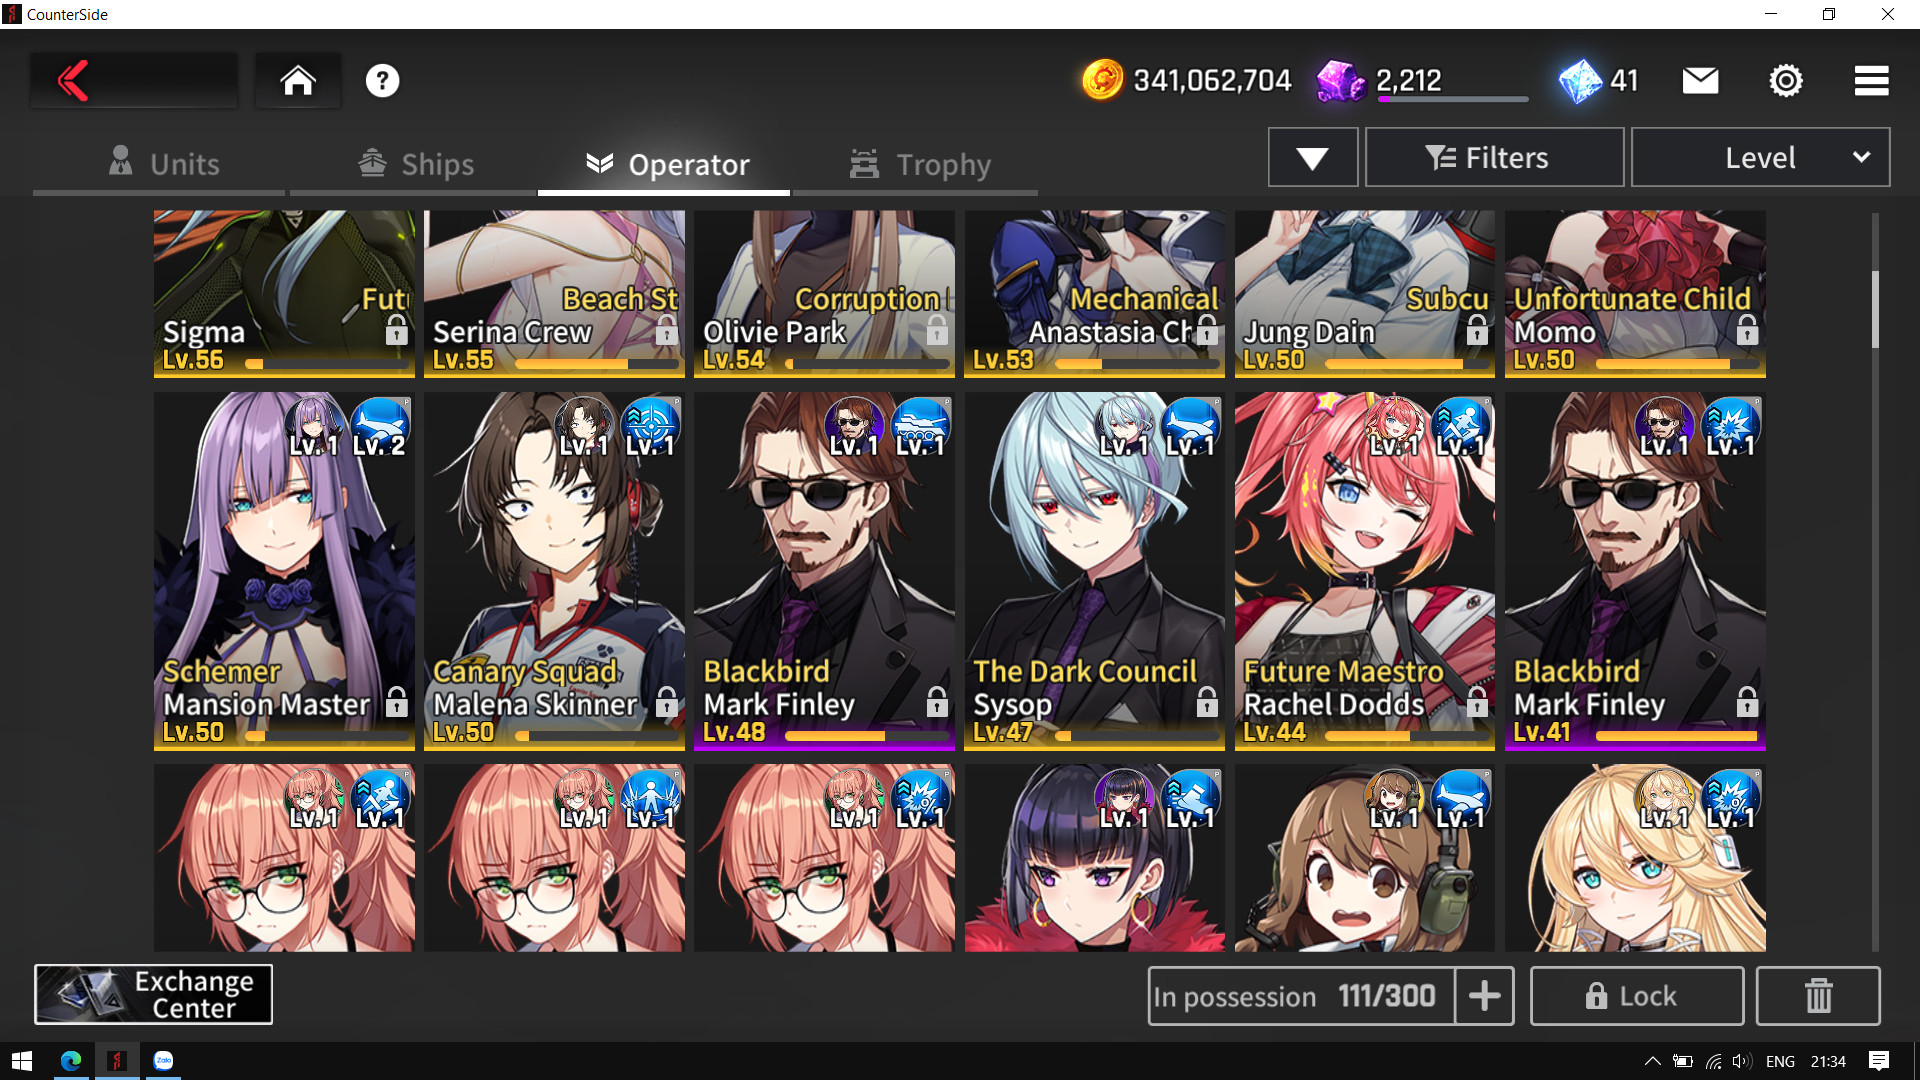 CounterSide
?
341,062,704
2,212
41
Units
Ships
Operator
Trophy
Filters
Level
Fut
Sigma
Lv.56
Beach St
Serina Crew
Lv.55
Corruption
Olivie Park
Lv.54
Mechanical
Anastasia Ch
Lv.53
Subcu
Jung Dain
Lv.50
Unfortunate Child
Momo
Lv.50
Lv. 1 Lv. 2
Schemer
Mansion Master
Lv.50
Lv. 1 Lv. 1
Canary Squad
Malena Skinner
Lv.50
Lv. 1 Lv. 1
Blackbird
Mark Finley
Lv.48
Lv. 1 Lv. 1
The Dark Council
Sysop
Lv.47
Lv. 1 Lv. 1
Future Maestro
Rachel Dodds
Lv.44
Lv. 1 Lv. 1
Blackbird
Mark Finley
Lv.41
Lv. 1 Lv. 1
Lv. 1 Lv. 1
Lv. 1 Lv. 1
Lv. 1 Lv. 1
Lv. 1 Lv. 1
Lv. 1 Lv. 1
Exchange
Center
In possession 111/300
Lock
Zalo
ENG
21:34